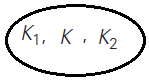 K₁, K , K₂